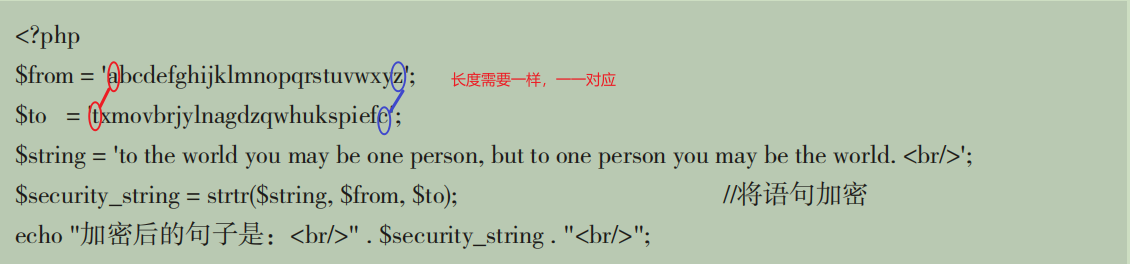 <?php
$from = 'abcdefghijklmnopqrstuvwxyz'; 长度需要一样，一一对应
$to = 'txmovbrjylnagdzqwhukspiefc';
$string = 'to the world you may be one person, but to one person you may be the world. <br/>';
$security_string = strtr($string, $from, $to); //将语句加密
echo "加密后的句子是：<br/>" . $security_string . "<br/>";